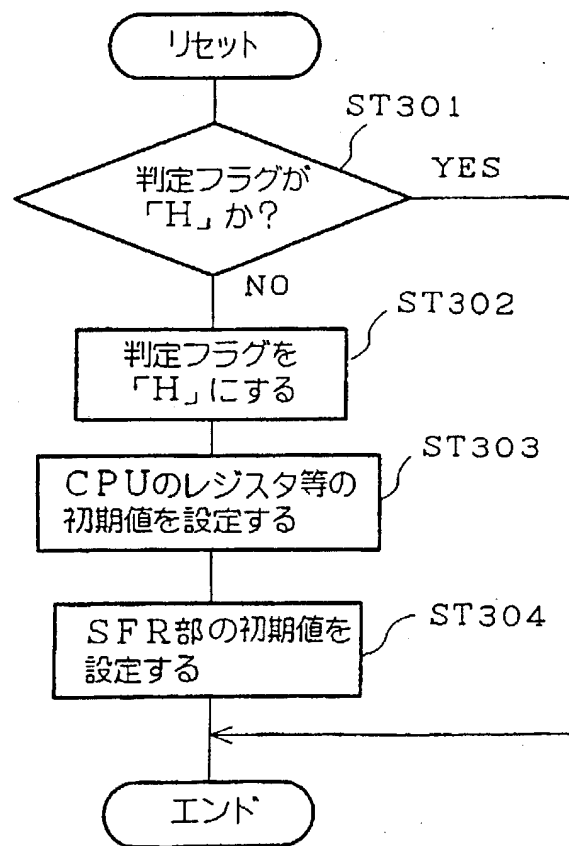 リセット
ST301
判定フラグが
「H」か?
YES
NO
ST302
判定フラグを
「H」にする
ST303
CPUのレジスタ等の
初期値を設定する
ST304
SFR部の初期値を
設定する
エンド